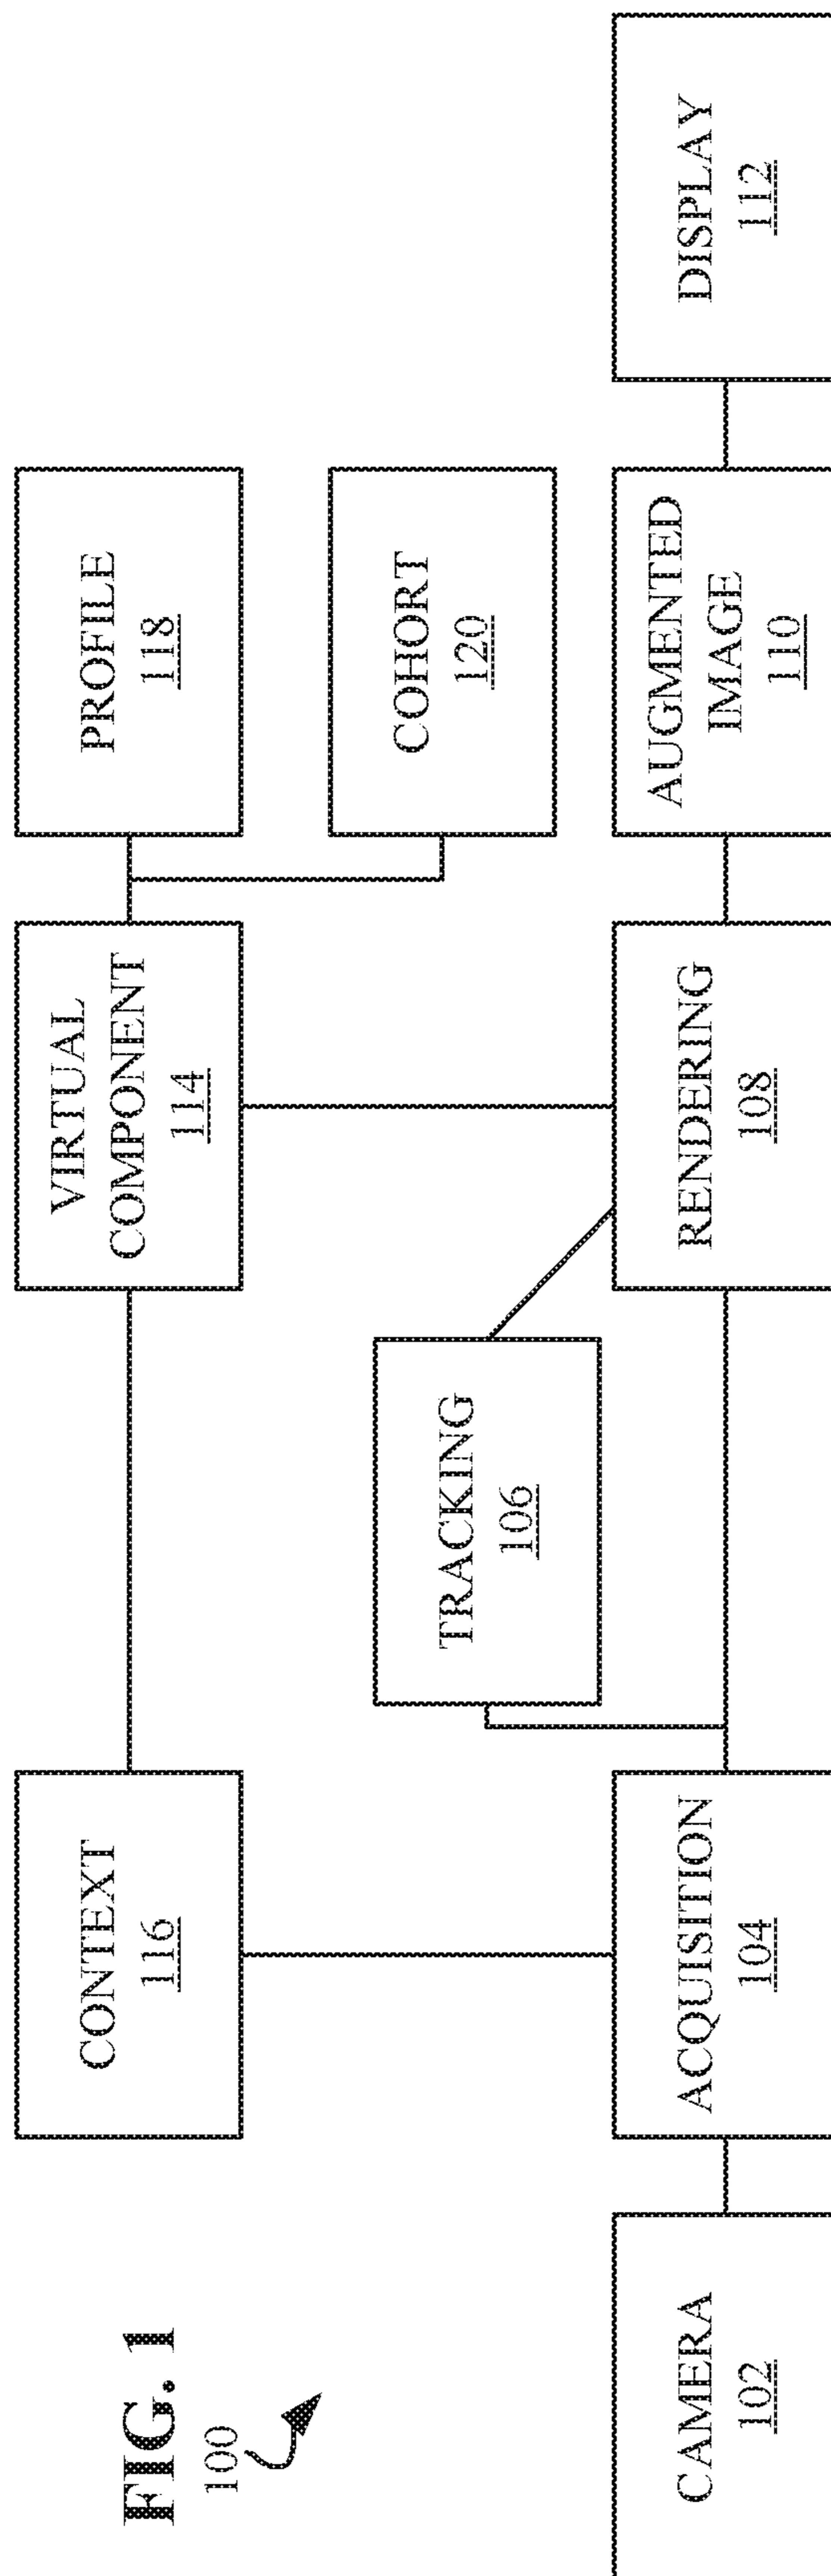 FIG. 1
100
CONTEXT
116
VIRTUAL
COMPONENT
114
PROFILE
118
COHORT
120
TRACKING
106
CAMERA
102
ACQUISITION
104
RENDERING
108
AUGMENTED
IMAGE
110
DISPLAY
112